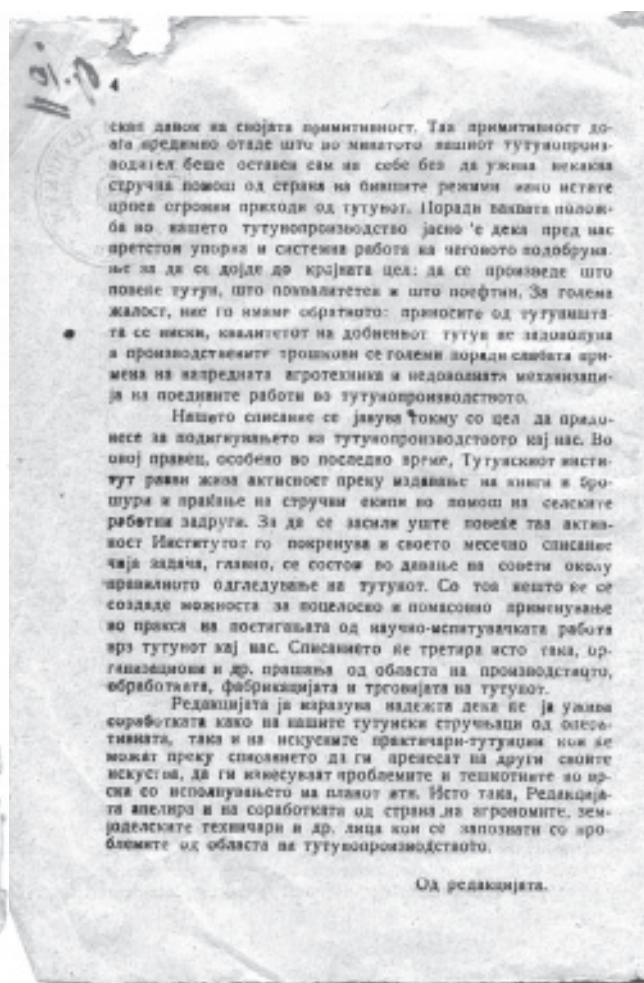 4
скап данок на својата примитивност. Таа примитивност до-
аѓа предимно отаде што во минатото нашиот тутунопроиз-
водител беше оставен сам на себе без да ужива некаква
стручна помош од страна на бившите режими иако истите
црпеа огромни приходи од тутунот. Поради ваквата полож-
ба во нашето тутунопроизводство јасно 'е дека пред нас
претстои упорна и системна работа на неговото подобрува-
ње за да се дојде до крајната цел: да се произведе што
повеќе тутун, што поквалитетен и што поефтин. За голема
жалост, ние го имаме обратното: приносите од тутуништа-
та се ниски, квалитетот на добиениот тутун не задоволува
а производствените трошкови се големи поради слабата при-
мена на напредната агротехника и недоволната механизаци-
ја на поедините работи во тутунопроизводството.
Нашето списание се јавува токму со цел да придо-
несе за подигнувањето на тутунопроизводството кај нас. Во
овој правец, особено во последно време, Тутунскиот инсти-
тут развива жива активност преку издавање на книги и бро-
шури и праќање на стручни екипи во помош на селските
работни задруги. За да се засили уште повеќе таа актив-
ност Институтот го покренува и своето месечно списание
чија задача, главно, се состои во давање на совети околу
правилното одгледување на тутунот. Со тоа нешто ќе се
создаде можноста за поцелосно и помасовно применување
во пракса на постигањата од научно-испитувачката работа
врз тутунот кај нас. Списанието ќе третира исто така, ор-
ганизациони и др. прашања од областа на производството,
обработката, фабрикацијата и трговијата на тутунот.
Редакцијата ја изразува надежта дека ќе ја ужива
соработката како на нашите тутунски стручњаци од опера-
тивната, така и на искусните практичари-тутунџии кои ќе
можат преку списанието да ги пренесат на други своите
искуства, да ги изнесуваат проблемите и тешкотиите во вр-
ска со исполнувањето на планот итн. Исто така, Редакција-
та апелира и на соработката од страна на агрономите, зем-
јоделските техничари и др. лица кои се запознати со про-
блемите од областа на тутунопроизводството.
Од редакцијата.